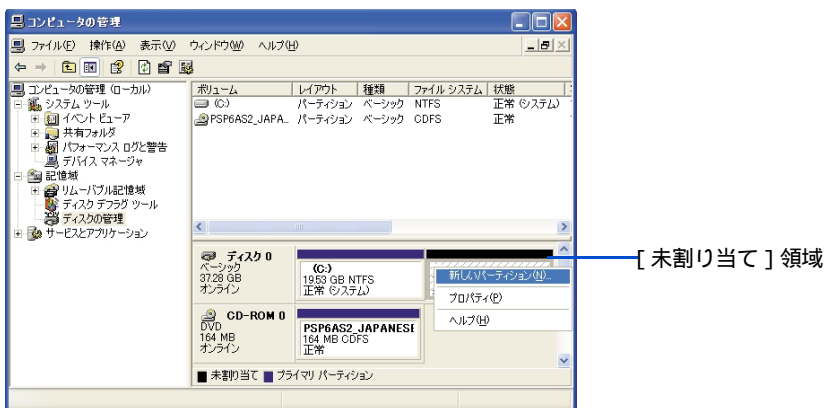 コンピュータの管理
ファイル(F) 操作(A) 表示(V) ウィンドウ(W) ヘルプ(H)
コンピュータの管理 (ローカル)
システム ツール
イベント ビューア
共有フォルダ
パフォーマンス ログと警告
デバイス マネージャ
記憶域
リムーバブル記憶域
ディスク デフラグ ツール
ディスクの管理
サービスとアプリケーション
ボリューム レイアウト 種類 ファイル システム 状態
(C:) パーティション ベーシック NTFS 正常 (システム)
PSP6AS2_JAPA... パーティション ベーシック CDFS 正常
ディスク 0
ベーシック
37.28 GB
オンライン
(C:)
19.53 GB NTFS
正常 (システム)
新しいパーティション(N)...
プロパティ(P)
ヘルプ(H)
[ 未割り当て ] 領域
CD-ROM 0
DVD
164 MB
オンライン
PSP6AS2_JAPANESE
164 MB CDFS
正常
未割り当て プライマリ パーティション